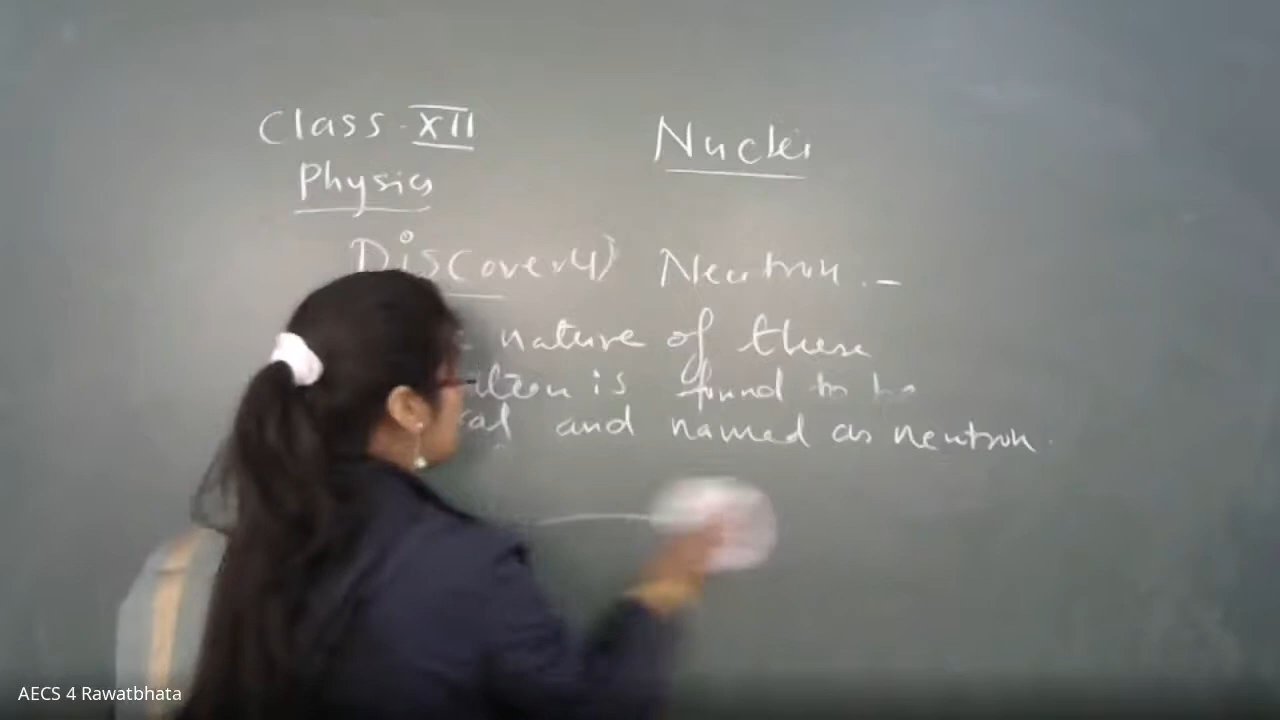 Class-XII
Nuclei
Physics
Discovery Neutron.-
nature of these
is found to be
and named as neutron.
AECS 4 Rawatbhata